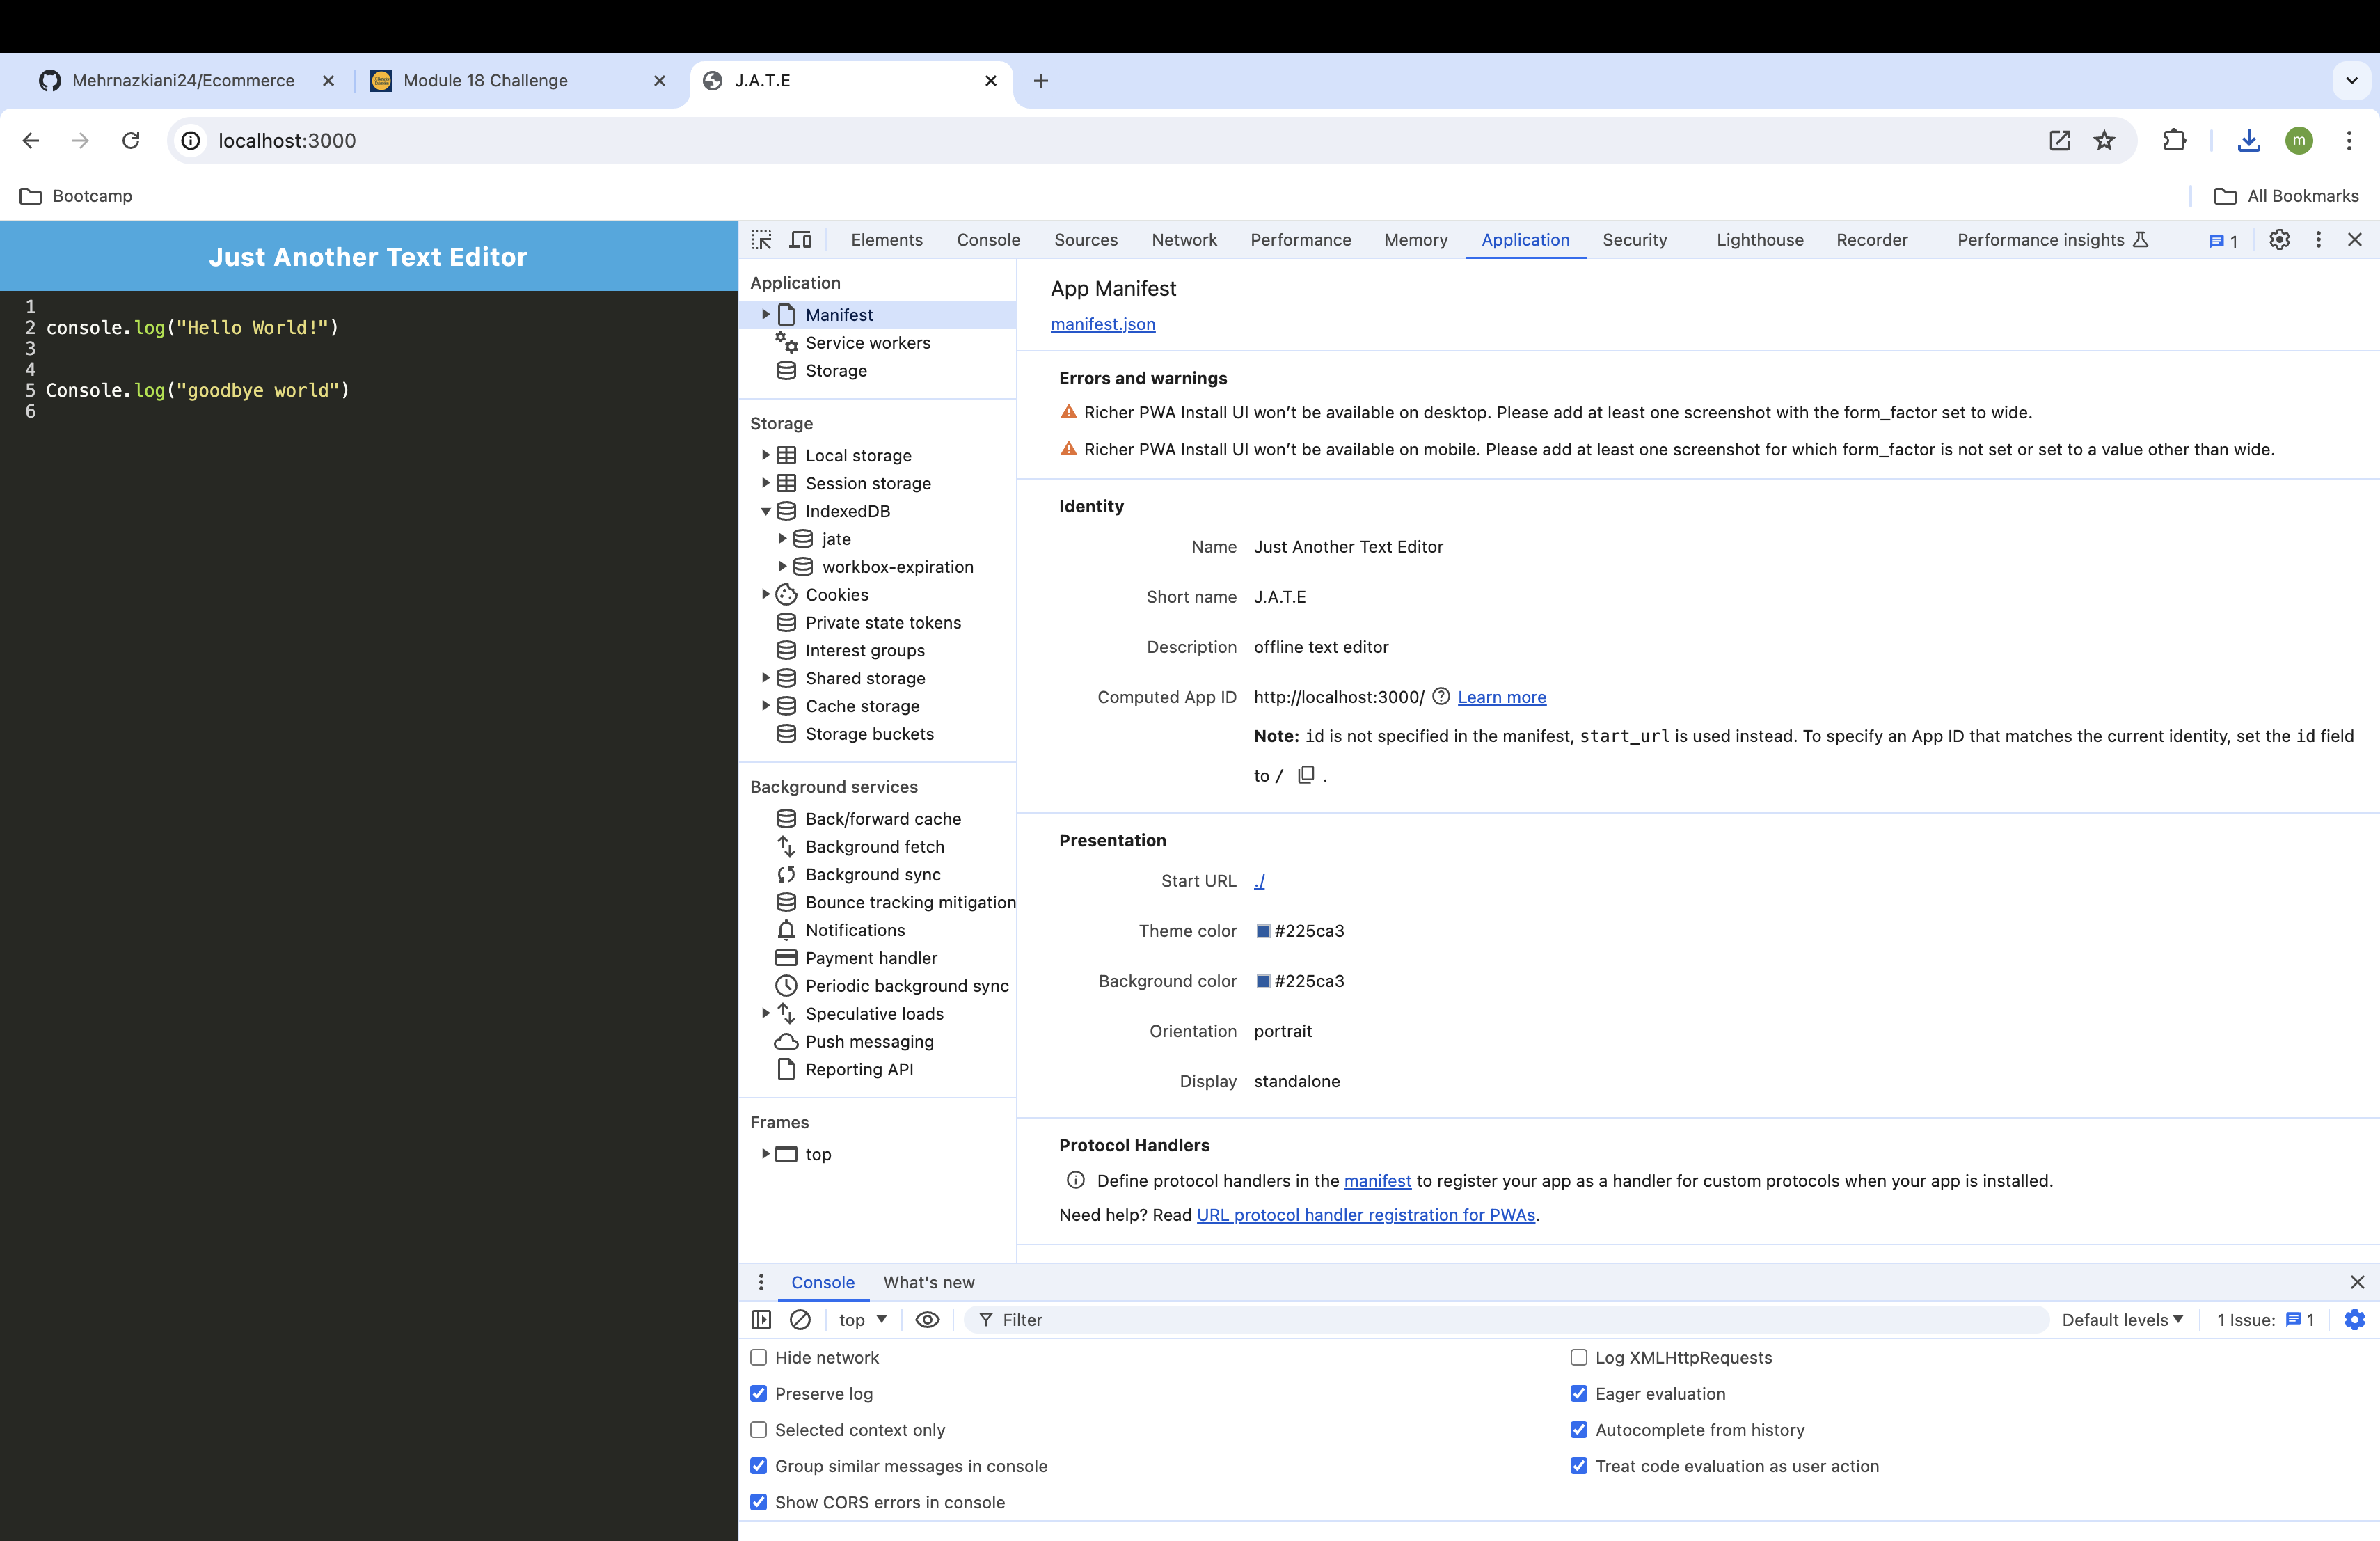 Mehrnazkiani24/Ecommerce
Module 18 Challenge
J.A.T.E
localhost:3000
m
Bootcamp
All Bookmarks
Just Another Text Editor
1
2 console.log("Hello World!")
3
4
5 Console.log("goodbye world")
6
Elements Console Sources Network Performance Memory Application Security Lighthouse Recorder Performance insights 1
Application
Manifest
Service workers
Storage
Storage
Local storage
Session storage
IndexedDB
jate
workbox-expiration
Cookies
Private state tokens
Interest groups
Shared storage
Cache storage
Storage buckets
Background services
Back/forward cache
Background fetch
Background sync
Bounce tracking mitigation
Notifications
Payment handler
Periodic background sync
Speculative loads
Push messaging
Reporting API
Frames
top
App Manifest
manifest.json
Errors and warnings
Richer PWA Install UI won’t be available on desktop. Please add at least one screenshot with the form_factor set to wide.
Richer PWA Install UI won’t be available on mobile. Please add at least one screenshot for which form_factor is not set or set to a value other than wide.
Identity
Name Just Another Text Editor
Short name J.A.T.E
Description offline text editor
Computed App ID http://localhost:3000/ Learn more
Note: id is not specified in the manifest, start_url is used instead. To specify an App ID that matches the current identity, set the id field
to / .
Presentation
Start URL ./
Theme color #225ca3
Background color #225ca3
Orientation portrait
Display standalone
Protocol Handlers
Define protocol handlers in the manifest to register your app as a handler for custom protocols when your app is installed.
Need help? Read URL protocol handler registration for PWAs.
Console What's new
top Filter Default levels 1 Issue: 1
Hide network
Log XMLHttpRequests
Preserve log
Eager evaluation
Selected context only
Autocomplete from history
Group similar messages in console
Treat code evaluation as user action
Show CORS errors in console